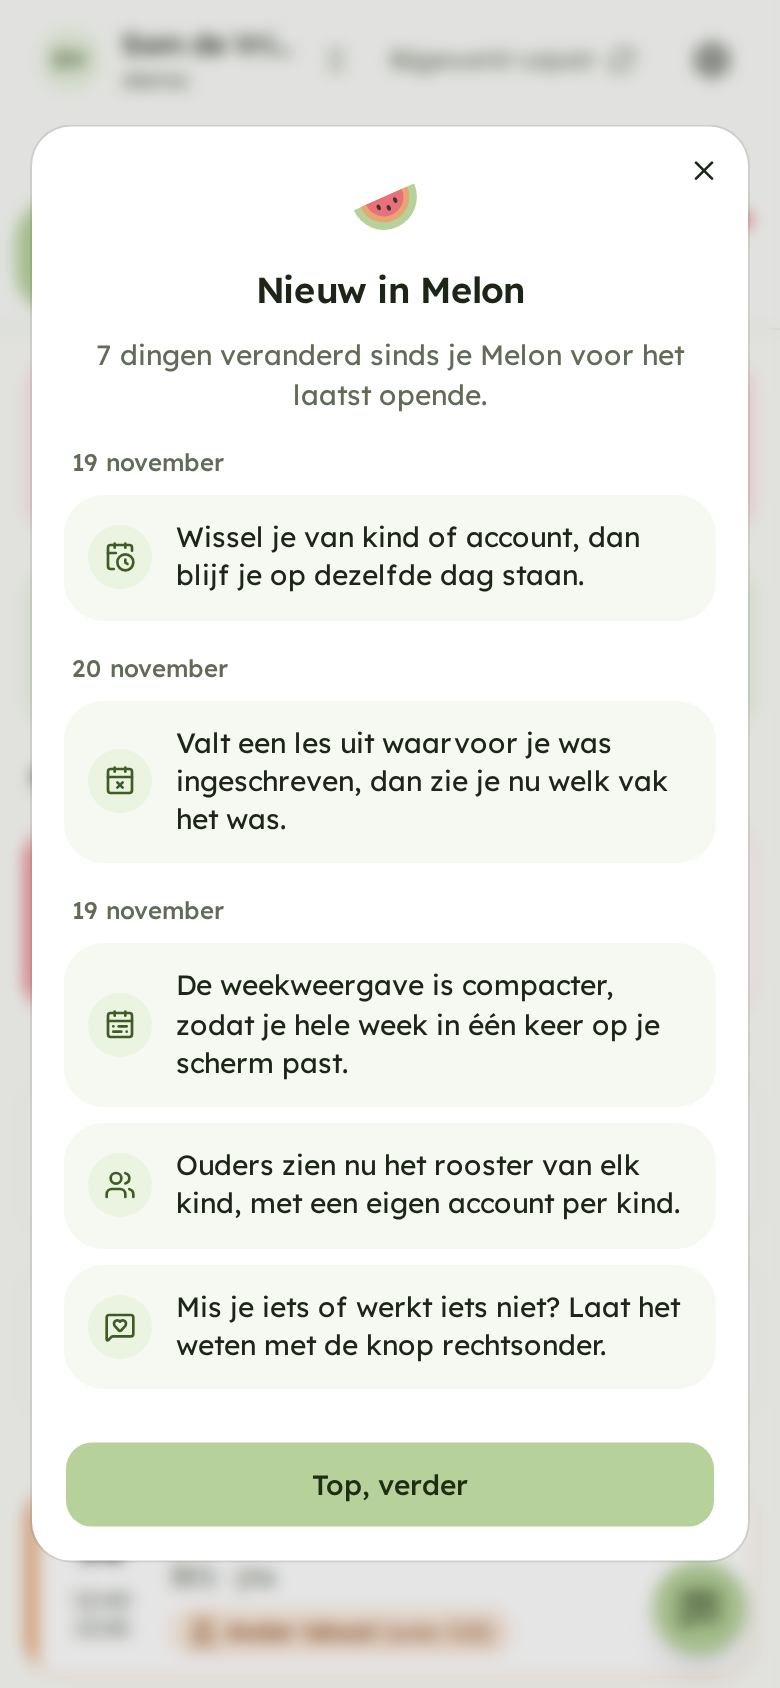 Nieuw in Melon
7 dingen veranderd sinds je Melon voor het
laatst opende.
19 november
Wissel je van kind of account, dan
blijf je op dezelfde dag staan.
20 november
Valt een les uit waarvoor je was
ingeschreven, dan zie je nu welk vak
het was.
19 november
De weekweergave is compacter,
zodat je hele week in één keer op je
scherm past.
Ouders zien nu het rooster van elk
kind, met een eigen account per kind.
Mis je iets of werkt iets niet? Laat het
weten met de knop rechtsonder.
Top, verder